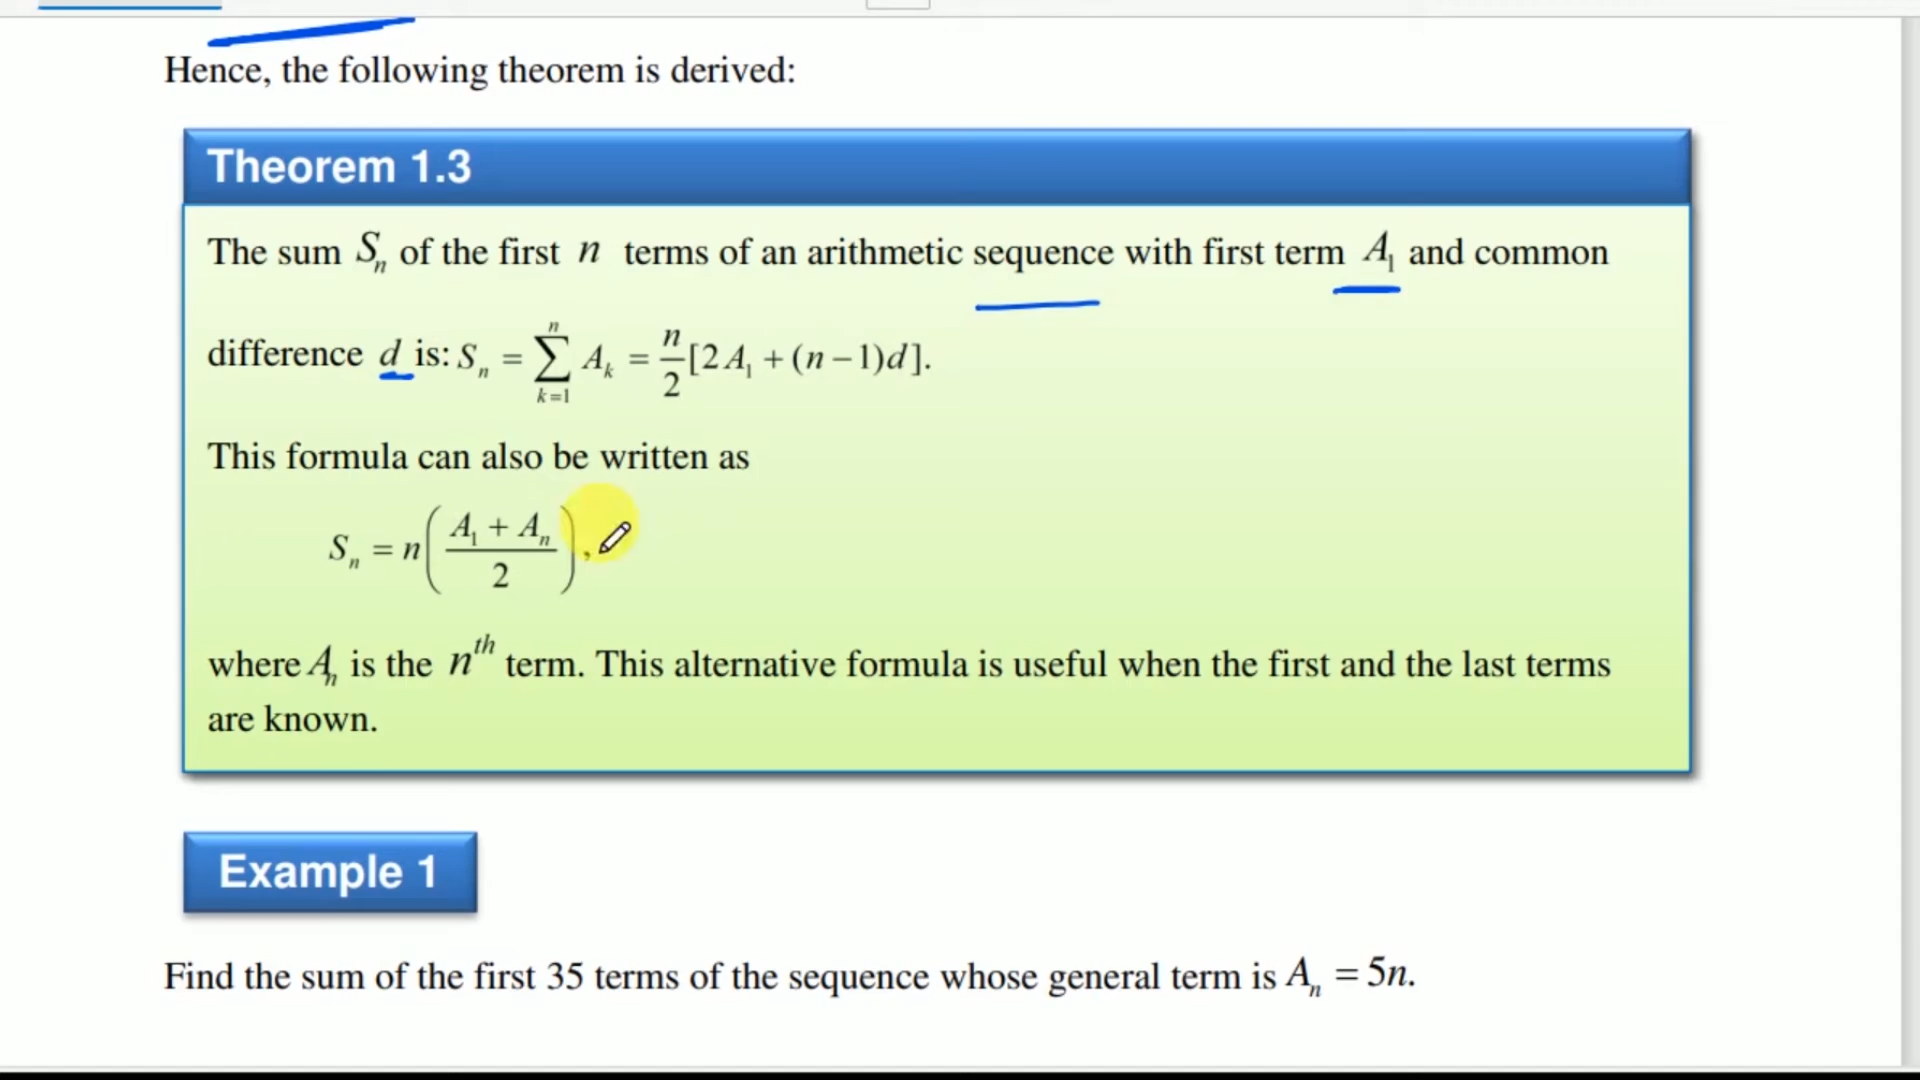 Hence, the following theorem is derived:
Theorem 1.3
The sum Sₙ of the first n terms of an arithmetic sequence with first term A₁ and common
difference d is: Sₙ = ∑_{k=1}^{n} Aₖ = n/2 [2A₁ + (n − 1)d].
This formula can also be written as
Sₙ = n((A₁ + Aₙ)/2),
where Aₙ is the nᵗʰ term. This alternative formula is useful when the first and the last terms
are known.
Example 1
Find the sum of the first 35 terms of the sequence whose general term is Aₙ = 5n.